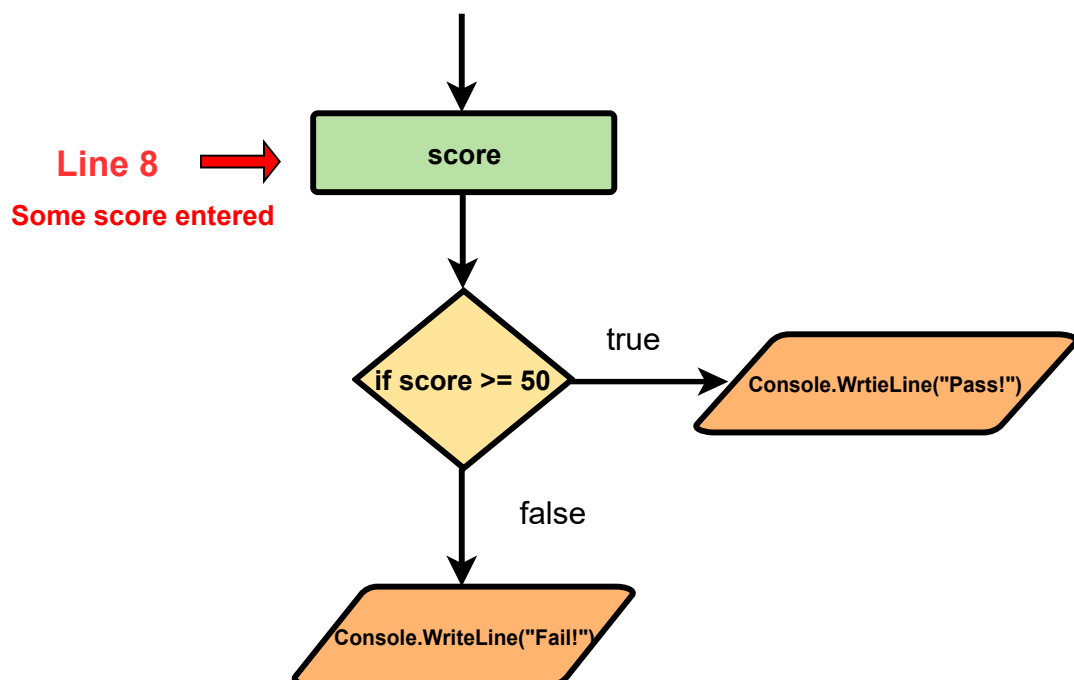 score
Line 8
Some score entered
true
if score >= 50
Console.WrtieLine("Pass!")
false
Console.WriteLine("Fail!")